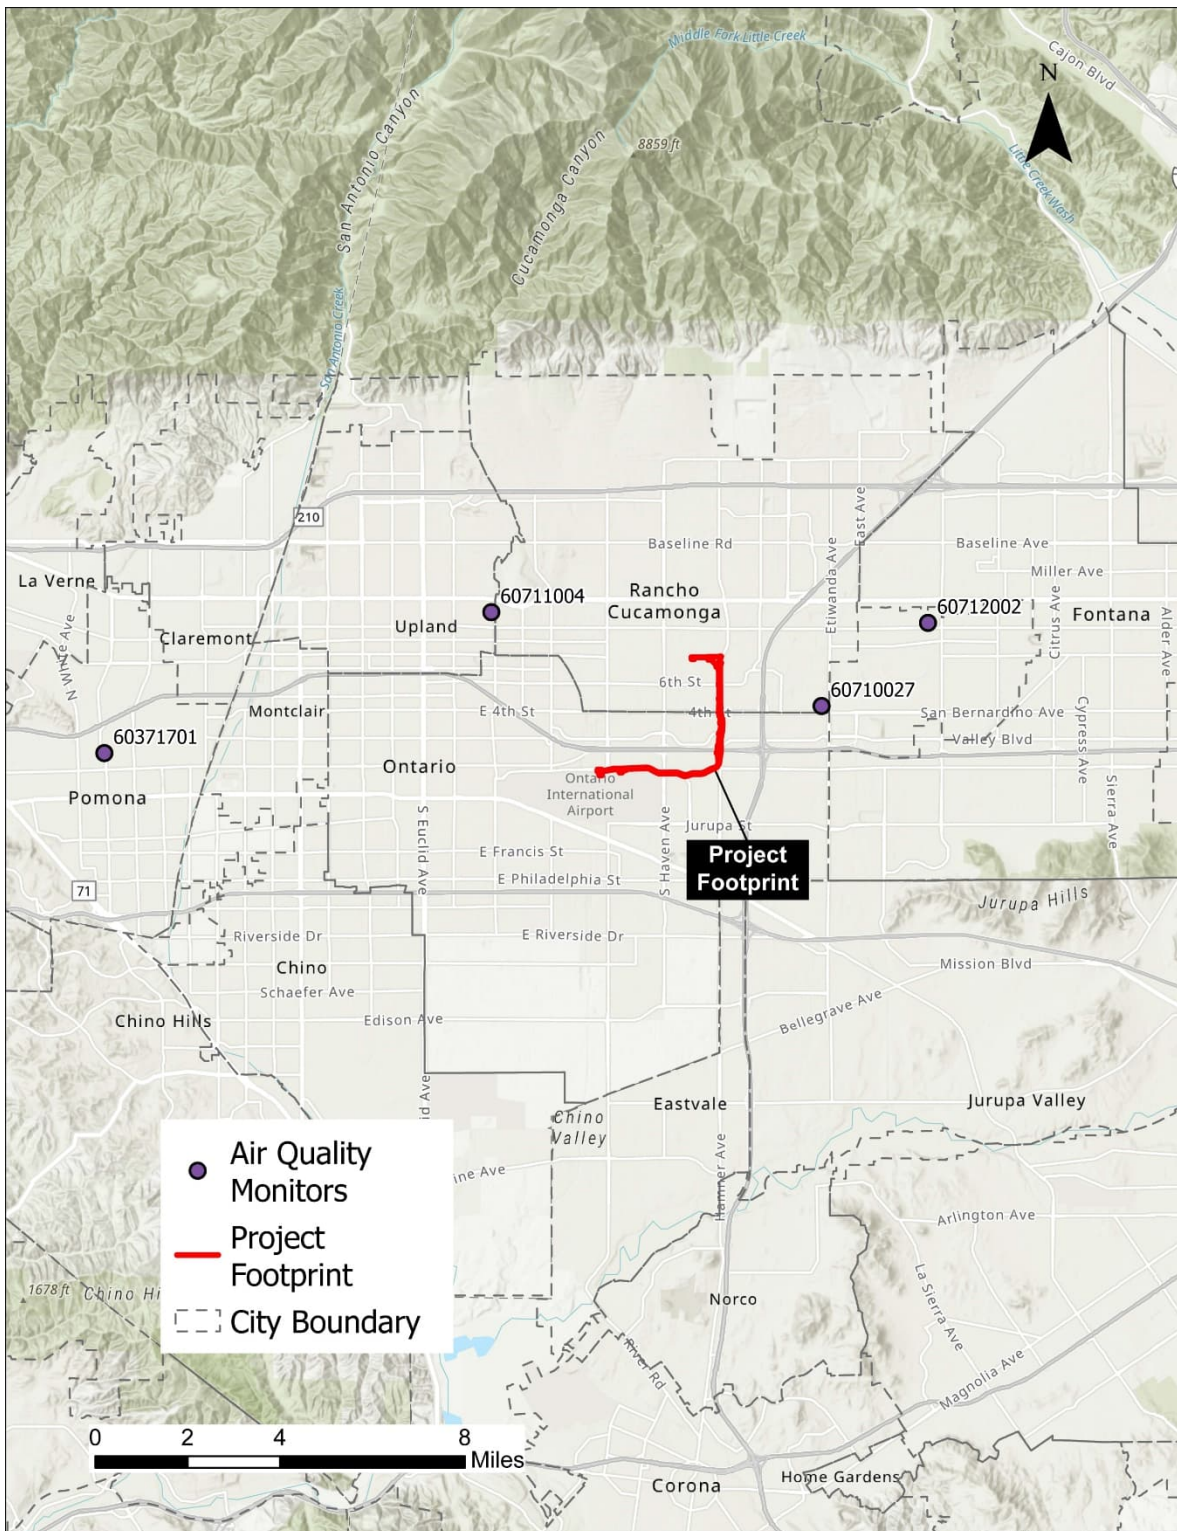 Middle Fork Little Creek
Cajon Blvd
N
San Antonio Canyon
Cucamonga Canyon
8859 ft
Little Creek Wash
San Antonio Creek
210
Baseline Rd
East Ave
Baseline Ave
Miller Ave
La Verne
60711004
Rancho
Cucamonga
Etiwanda Ave
60712002
Citrus Ave
Fontana
Alder Ave
N White Ave
Claremont
Upland
6th St
60710027
Montclair
E 4th St
4th St
San Bernardino Ave
Cypress Ave
60371701
Valley Blvd
Ontario
Pomona
Ontario
International
Airport
S Euclid Ave
S Haven Ave
Jurupa St
Sierra Ave
E Francis St
Project
Footprint
71
E Philadelphia St
Jurupa Hills
Riverside Dr
E Riverside Dr
Chino
Mission Blvd
Schaefer Ave
Chino Hills
Edison Ave
Bellegrave Ave
Eastvale
Jurupa Valley
Chino
Valley
Air Quality
Monitors
ine Ave
Hamner Ave
Arlington Ave
Project
Footprint
1678 ft
Chino Hi
La Sierra Ave
Norco
City Boundary
River Rd
Magnolia Ave
0 2 4 8
Miles
Corona
Home Gardens